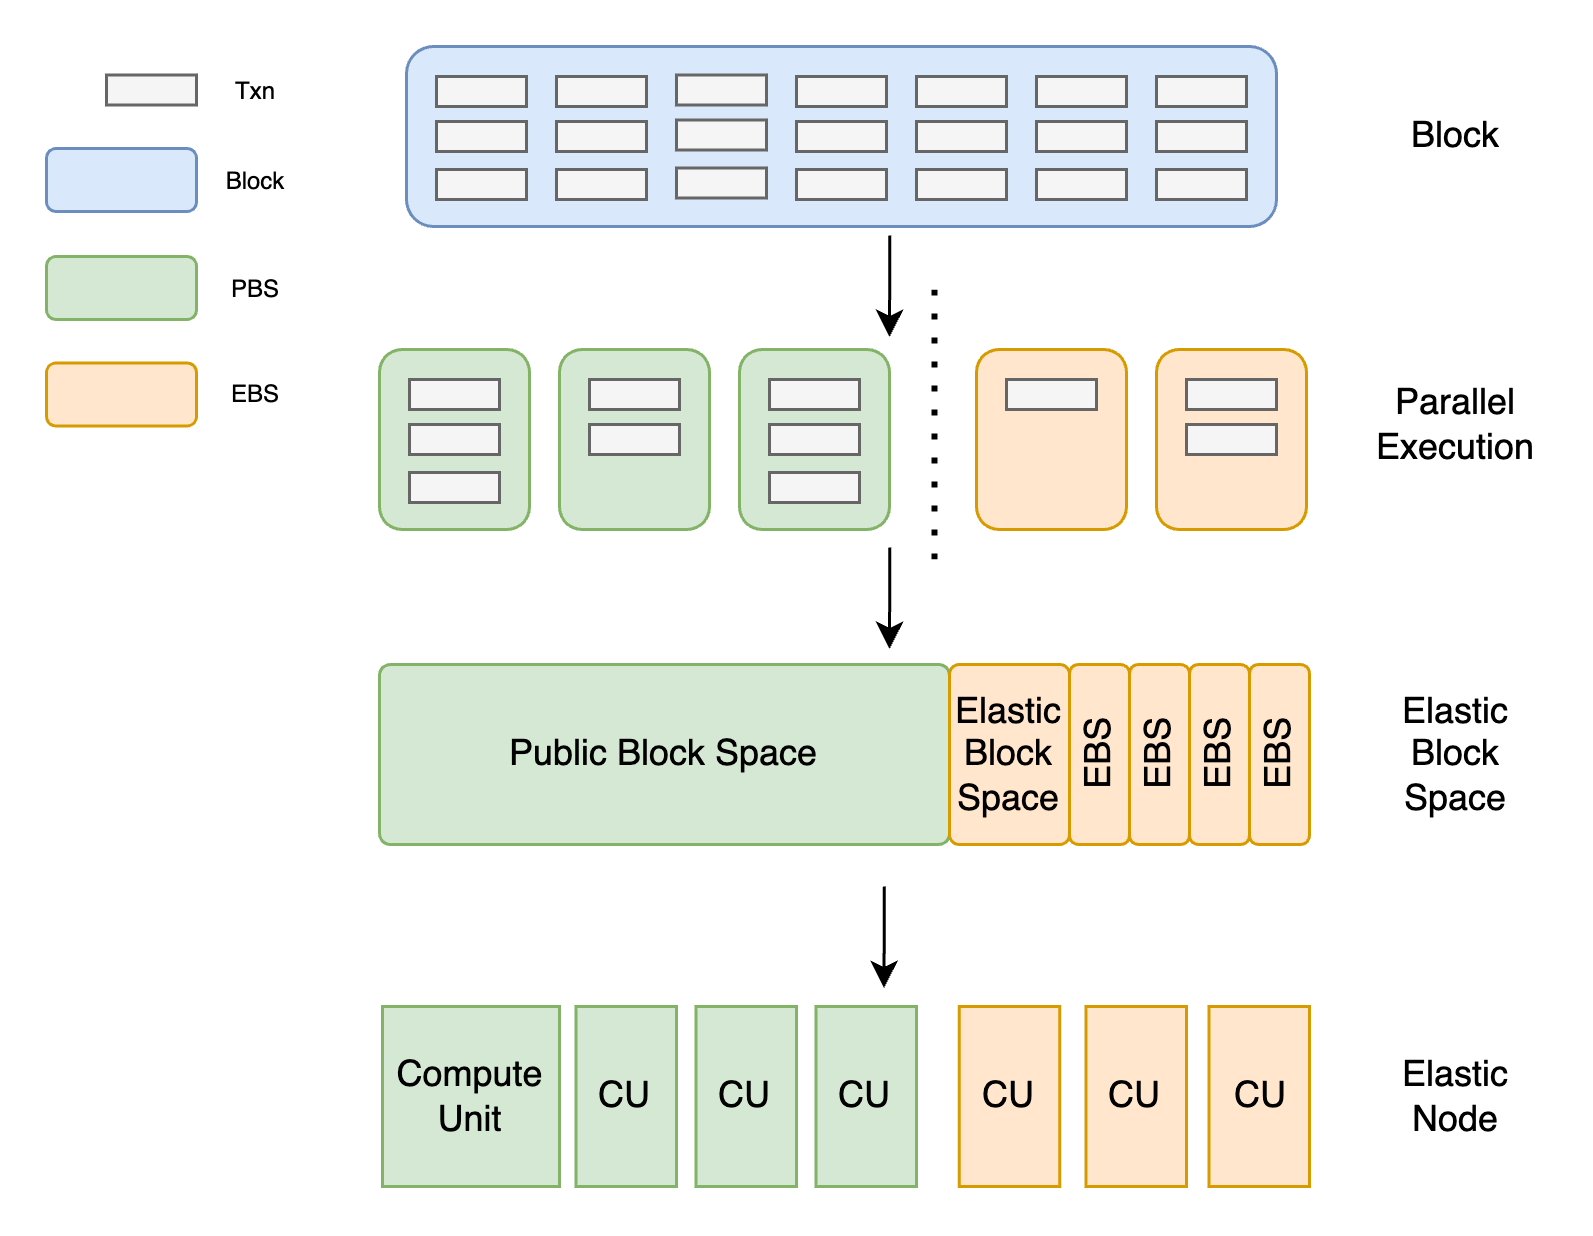 Txn
Block
PBS
EBS
Block
Parallel
Execution
Public Block Space
Elastic
Block
Space
EBS
EBS
EBS
EBS
Elastic
Block
Space
Compute
Unit
CU
CU
CU
CU
CU
CU
Elastic
Node